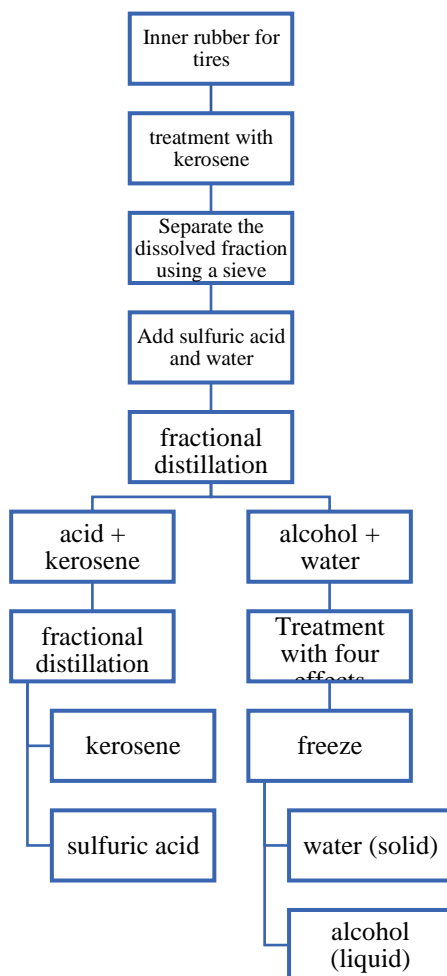 Inner rubber for
tires
treatment with
kerosene
Separate the
dissolved fraction
using a sieve
Add sulfuric acid
and water
fractional
distillation
acid +
kerosene
alcohol +
water
fractional
distillation
Treatment
with four
effects
kerosene
freeze
sulfuric acid
water (solid)
alcohol
(liquid)